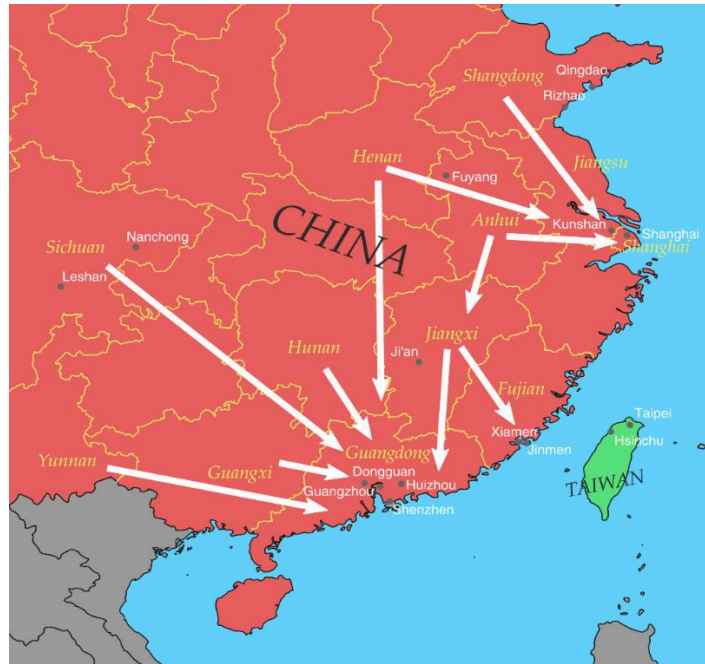 Qingdao
Shangdong
Rizhao
Henan
Jiangsu
Fuyang
CHINA
Anhui
Kunshan
Shanghai
Nanchong
Sichuan
Shanghai
Leshan
Jiangxi
Hunan
Ji'an
Fujian
Taipei
Xiamen
Hsinchu
Jinmen
Guangdong
Yunnan
Guangxi
Dongguan
Guangzhou
Huizhou
TAIWAN
Shenzhen